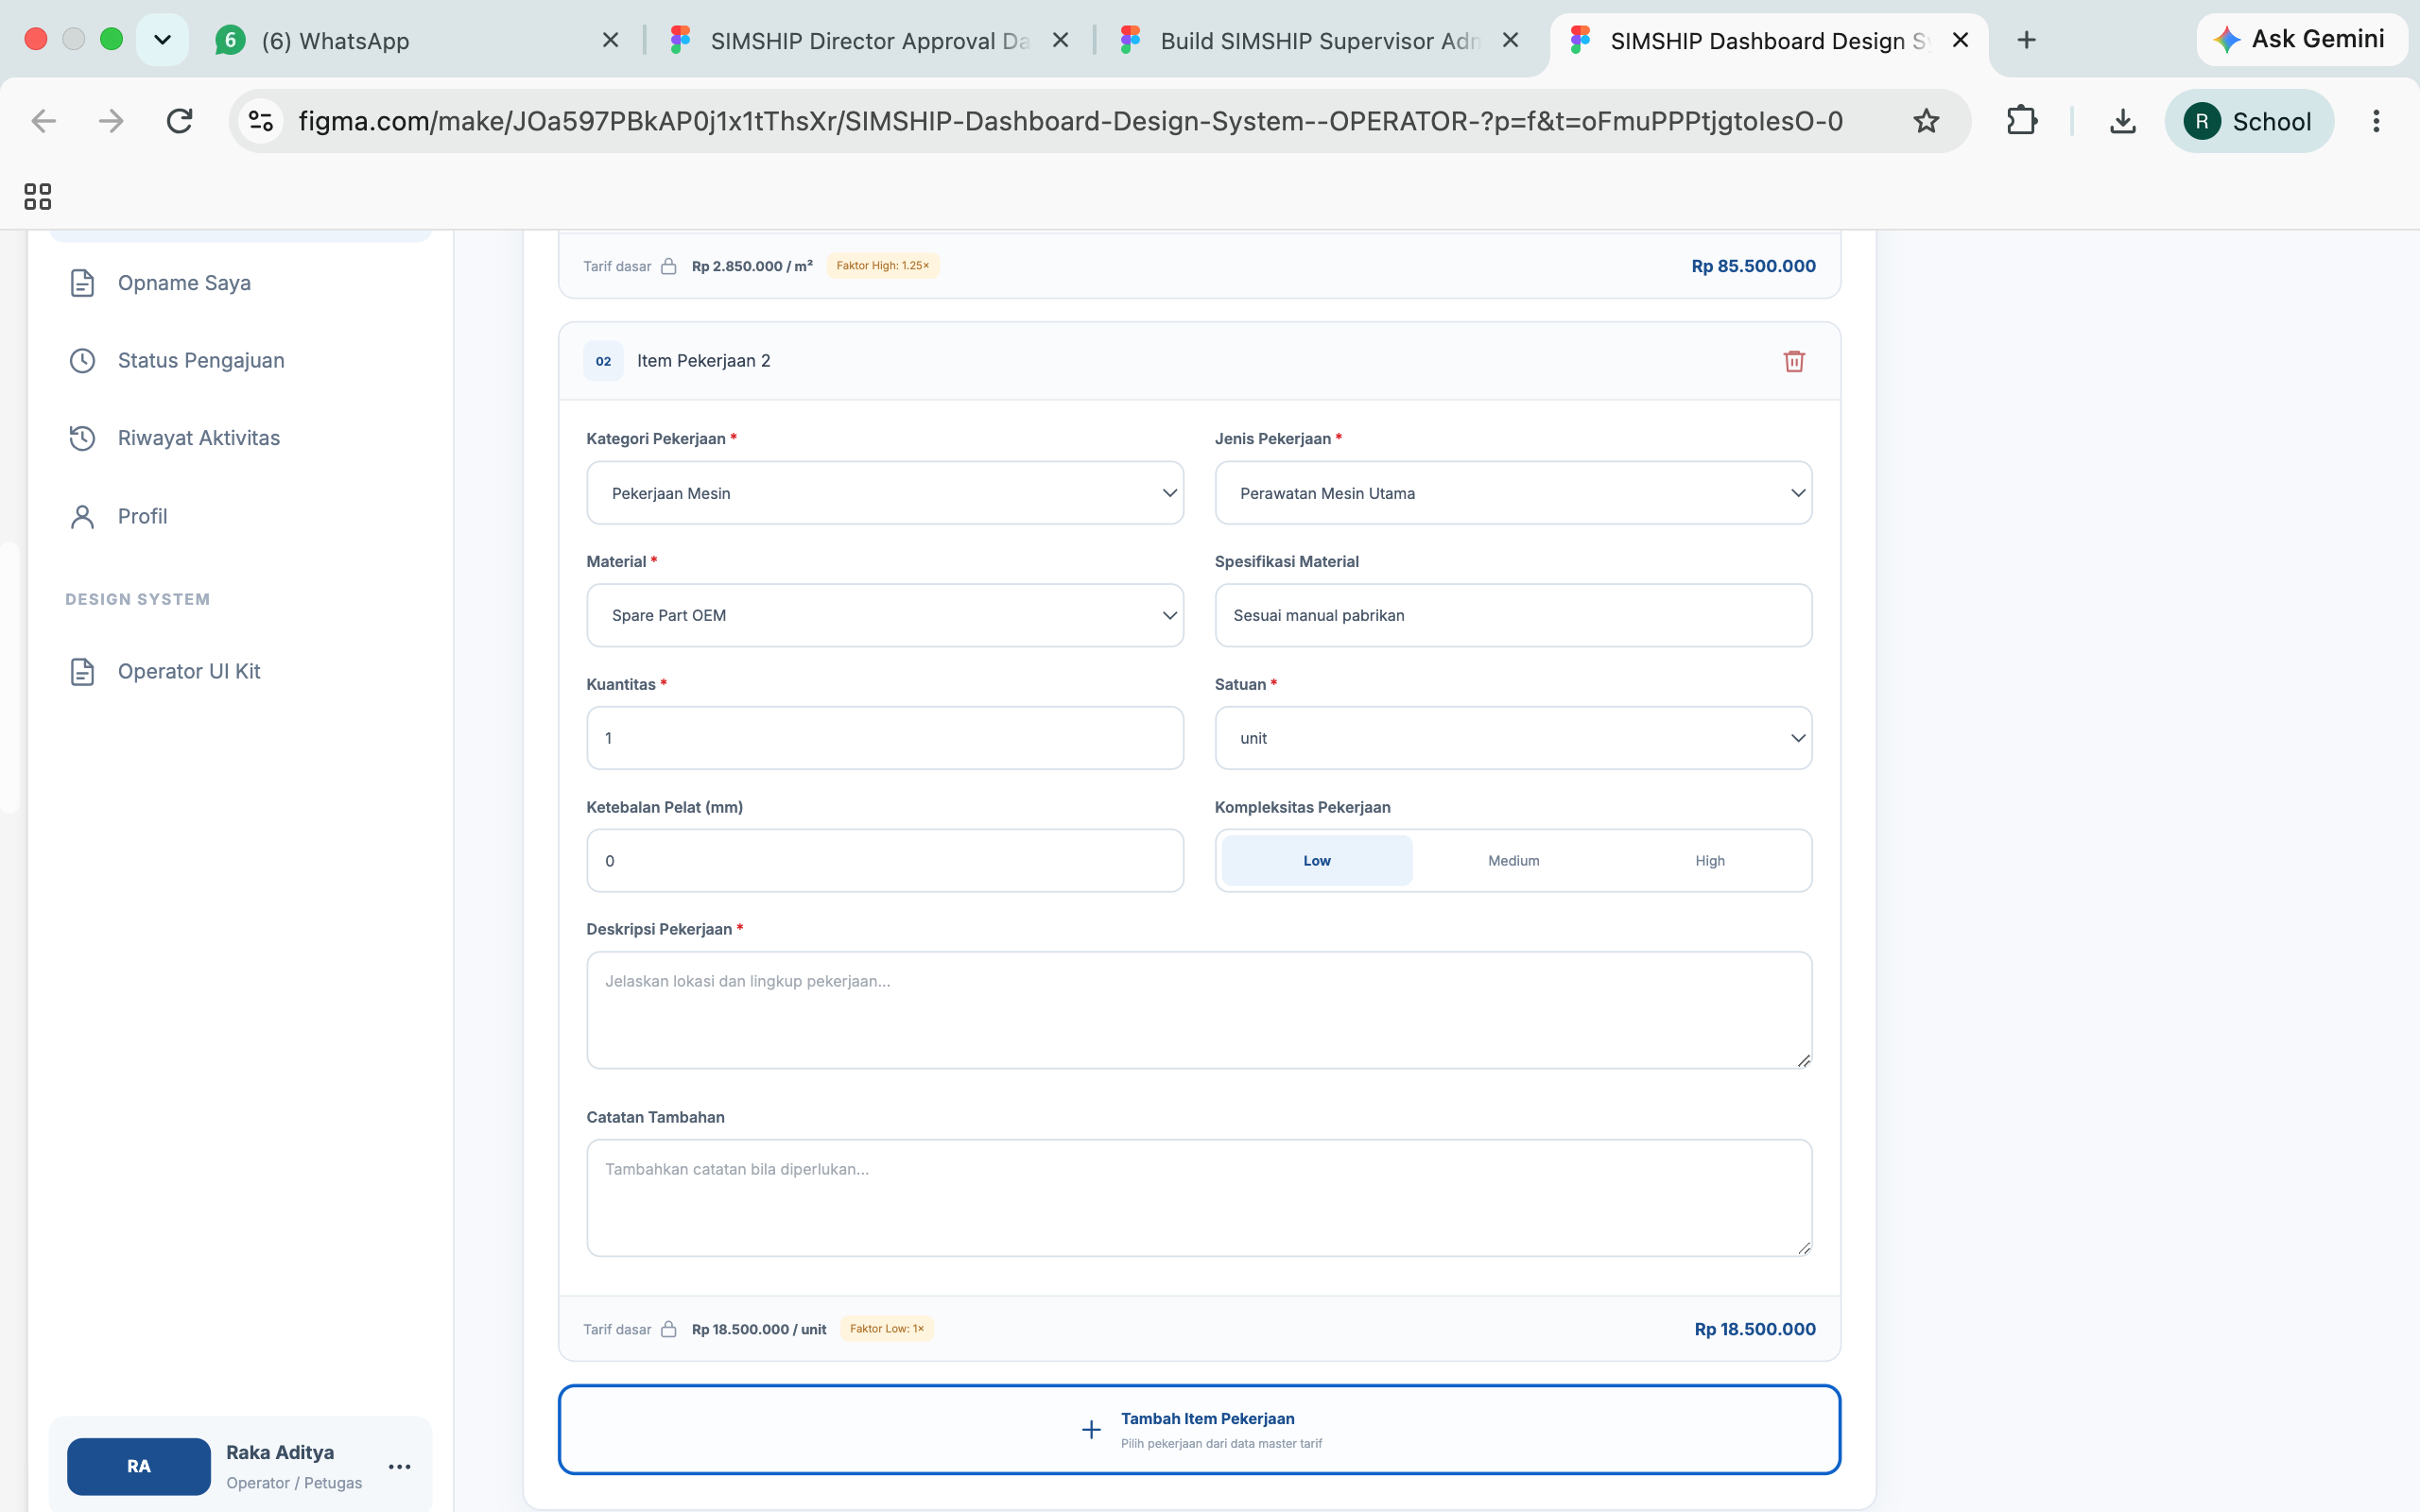 6 (6) WhatsApp
SIMSHIP Director Approval Da
Build SIMSHIP Supervisor Adm
SIMSHIP Dashboard Design S
Ask Gemini
figma.com/make/JOa597PBkAP0j1x1tThsXr/SIMSHIP-Dashboard-Design-System--OPERATOR-?p=f&t=oFmuPPPtjgtoIesO-0
R School
Opname Saya
Status Pengajuan
Riwayat Aktivitas
Profil
DESIGN SYSTEM
Operator UI Kit
RA
Raka Aditya
Operator / Petugas
Tarif dasar Rp 2.850.000 / m² Faktor High: 1.25× Rp 85.500.000
02 Item Pekerjaan 2
Kategori Pekerjaan * Jenis Pekerjaan *
Pekerjaan Mesin Perawatan Mesin Utama
Material * Spesifikasi Material
Spare Part OEM Sesuai manual pabrikan
Kuantitas * Satuan *
1 unit
Ketebalan Pelat (mm) Kompleksitas Pekerjaan
0 Low Medium High
Deskripsi Pekerjaan *
Jelaskan lokasi dan lingkup pekerjaan...
Catatan Tambahan
Tambahkan catatan bila diperlukan...
Tarif dasar Rp 18.500.000 / unit Faktor Low: 1× Rp 18.500.000
Tambah Item Pekerjaan
Pilih pekerjaan dari data master tarif